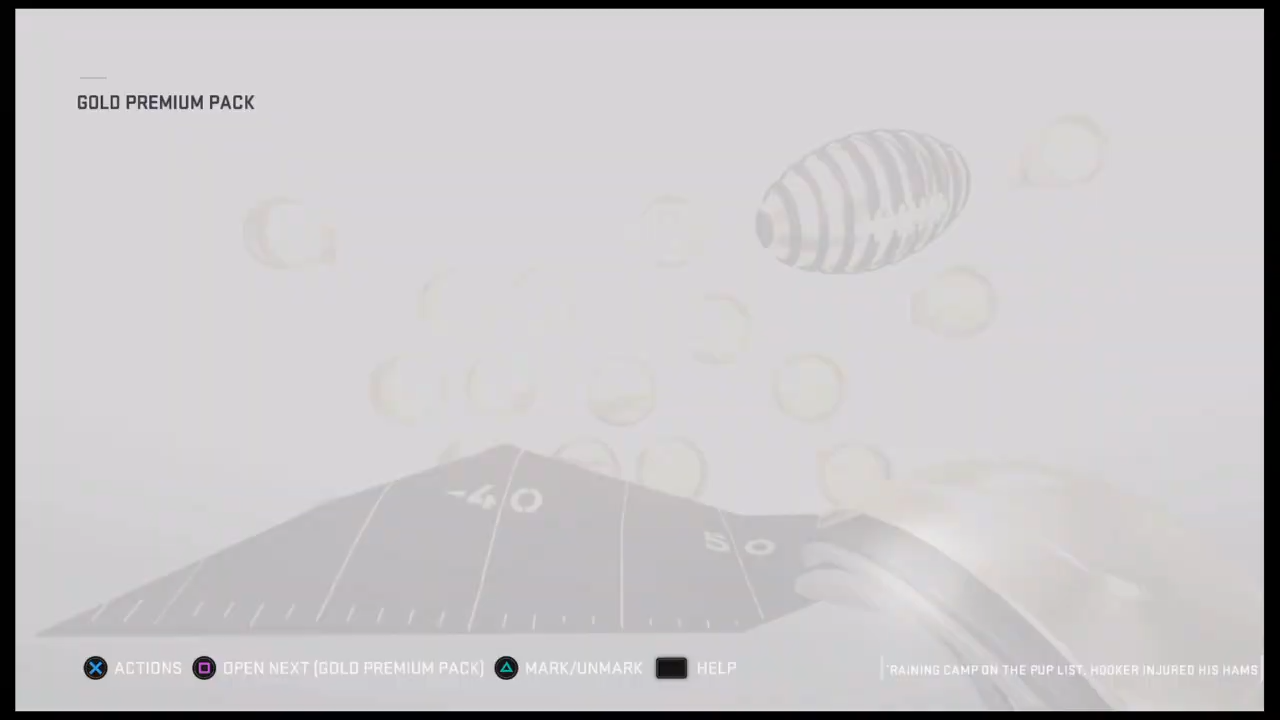 GOLD PREMIUM PACK
-40
50
ACTIONS OPEN NEXT (GOLD PREMIUM PACK) MARK/UNMARK HELP
RAINING CAMP ON THE PUP LIST, HOOKER INJURED HIS HAMS